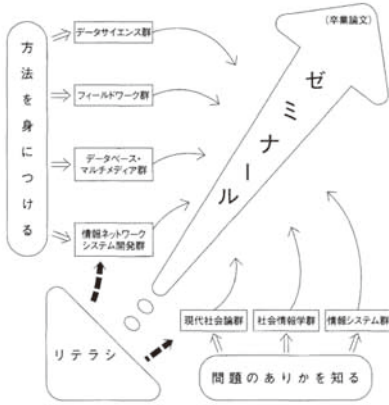 (卒業論文)
ゼミナール
方法を身につける
データサイエンス群
フィールドワーク群
データベース・
マルチメディア群
情報ネットワーク
システム開発群
リテラシ
現代社会論群
社会情報学群
情報システム群
問題のありかを知る